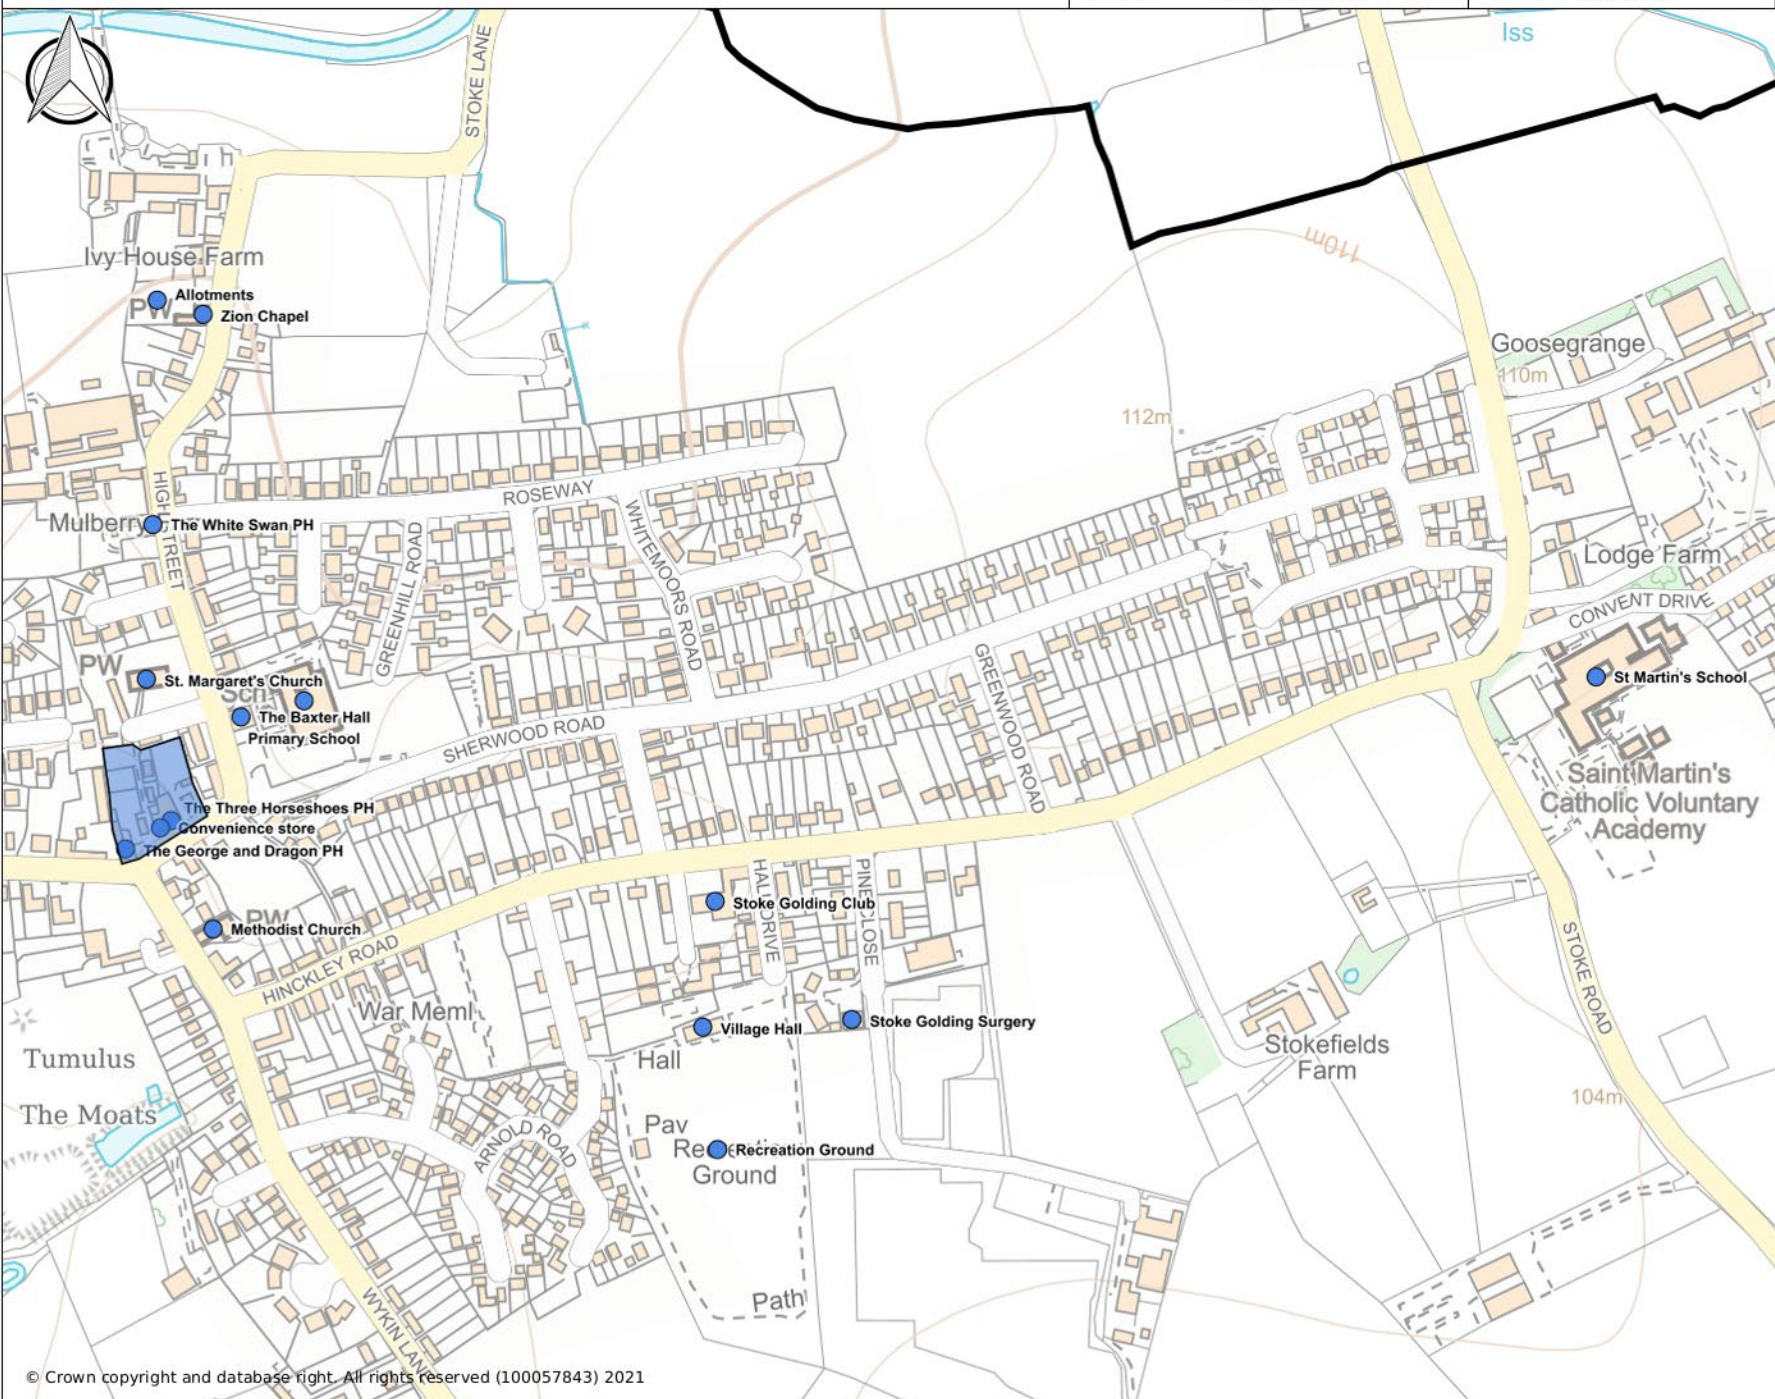 STOKE LANE
Iss
Ivy House Farm
110m
Allotments
PW
Zion Chapel
Goosegrange
110m
112m
ROSEWAY
HIGH STREET
Mulberry
The White Swan PH
WHITEMOORS ROAD
GREENHILL ROAD
Lodge Farm
CONVENT DRIVE
PW
St. Margaret's Church
Sch
The Baxter Hall
Primary School
St Martin's School
GREENWOOD ROAD
SHERWOOD ROAD
Saint Martin's
Catholic Voluntary
Academy
The Three Horseshoes PH
Convenience store
The George and Dragon PH
HALL DRIVE
PINE CLOSE
Stoke Golding Club
PW
Methodist Church
HINCKLEY ROAD
STOKE ROAD
War Meml
Village Hall
Stoke Golding Surgery
Hall
Stokefields
Farm
Tumulus
The Moats
104m
ARNOLD ROAD
Pav
Recreation Ground
Ground
Path
WYKIN LANE
© Crown copyright and database right. All rights reserved (100057843) 2021